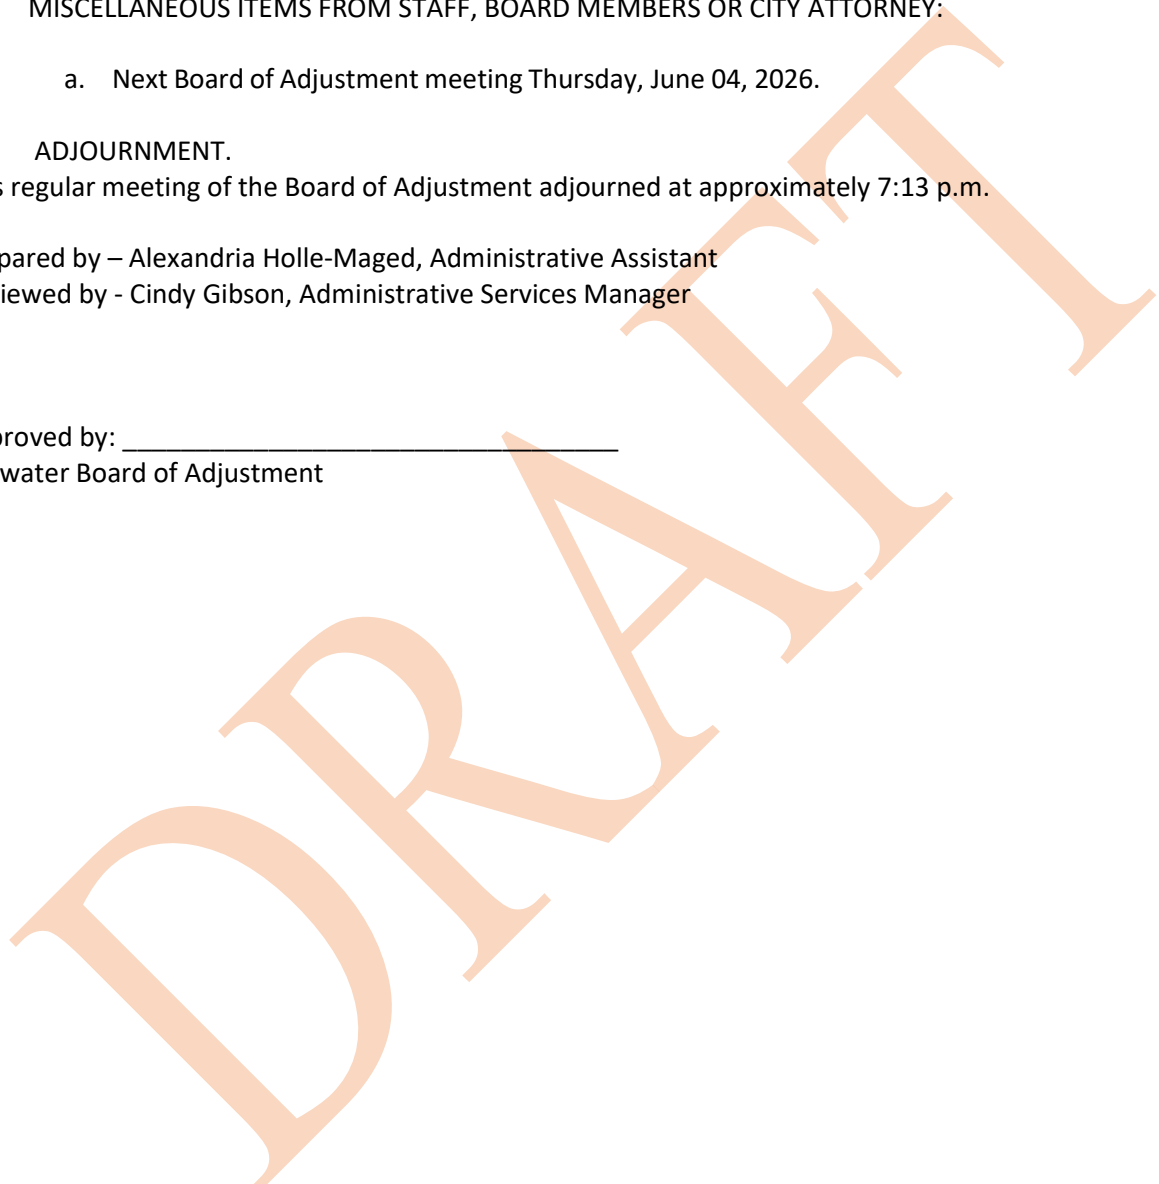 MISCELLANEOUS ITEMS FROM STAFF, BOARD MEMBERS OR CITY ATTORNEY:
a. Next Board of Adjustment meeting Thursday, June 04, 2026.
ADJOURNMENT.
s regular meeting of the Board of Adjustment adjourned at approximately 7:13 p.m.
pared by – Alexandria Holle-Maged, Administrative Assistant
iewed by - Cindy Gibson, Administrative Services Manager
proved by: __________________________________
water Board of Adjustment
DRAFT